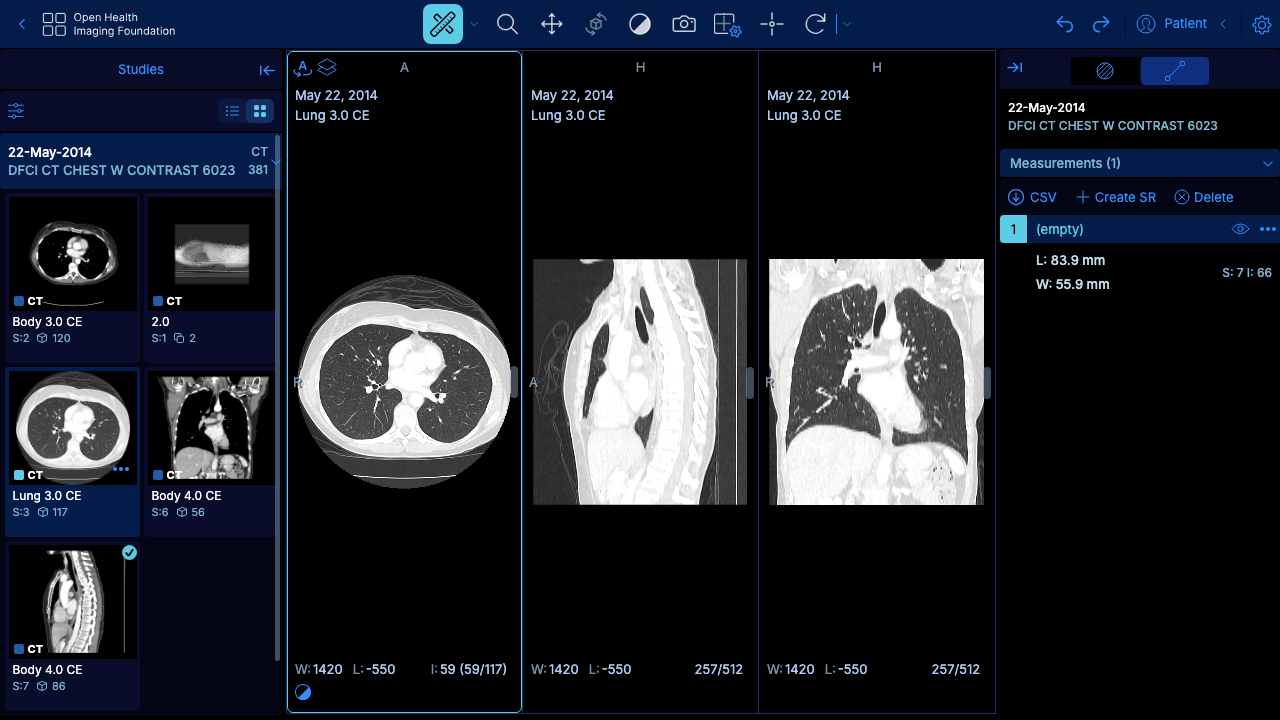 Open Health
Imaging Foundation
Patient
Studies
22-May-2014
CT
DFCI CT CHEST W CONTRAST 6023
381
CT
Body 3.0 CE
S:2 120
CT
2.0
S:1 2
CT
Lung 3.0 CE
S:3 117
CT
Body 4.0 CE
S:6 56
CT
Body 4.0 CE
S:7 86
A
A
May 22, 2014
Lung 3.0 CE
R
W: 1420 L: -550 I: 59 (59/117)
H
May 22, 2014
Lung 3.0 CE
A
W: 1420 L: -550 257/512
H
May 22, 2014
Lung 3.0 CE
R
W: 1420 L: -550 257/512
22-May-2014
DFCI CT CHEST W CONTRAST 6023
Measurements (1)
CSV Create SR Delete
1 (empty)
L: 83.9 mm
W: 55.9 mm
S: 7 I: 66